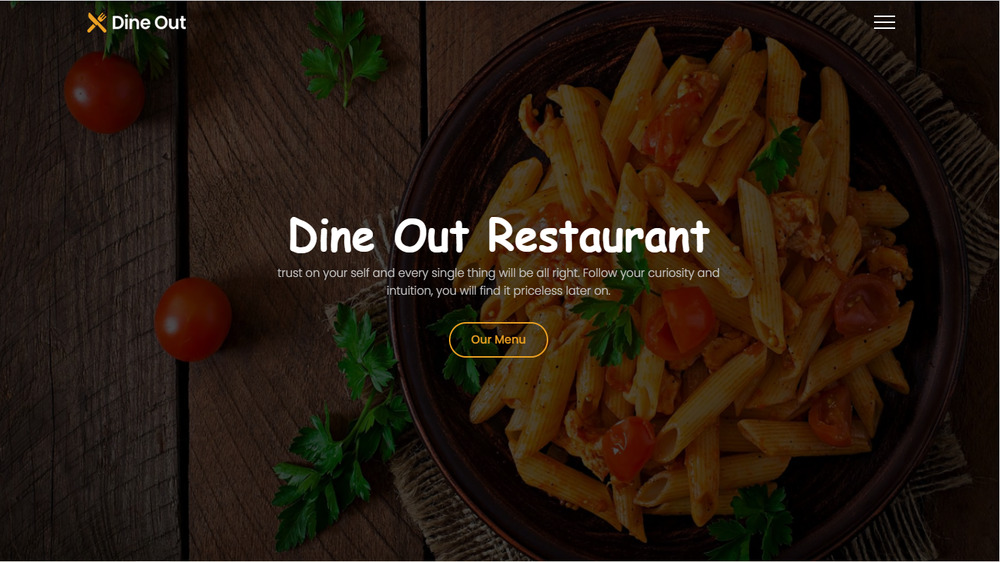 Dine Out
Dine Out Restaurant
trust on your self and every single thing will be all right. Follow your curiosity and
intuition, you will find it priceless later on.
Our Menu